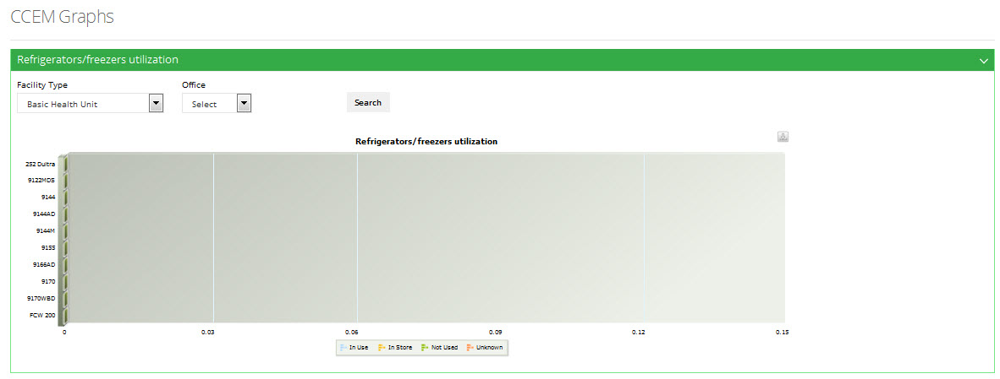 CCEM Graphs
Refrigerators/freezers utilization
Facility Type Office
Basic Health Unit Select Search
Refrigerators/freezers utilization
252 Dultra
9122MDS
9144
9144AD
9144M
9155
9166AD
9170
9170WBD
FCW 200
0 0.03 0.06 0.09 0.12 0.15
In Use In Store Not Used Unknown